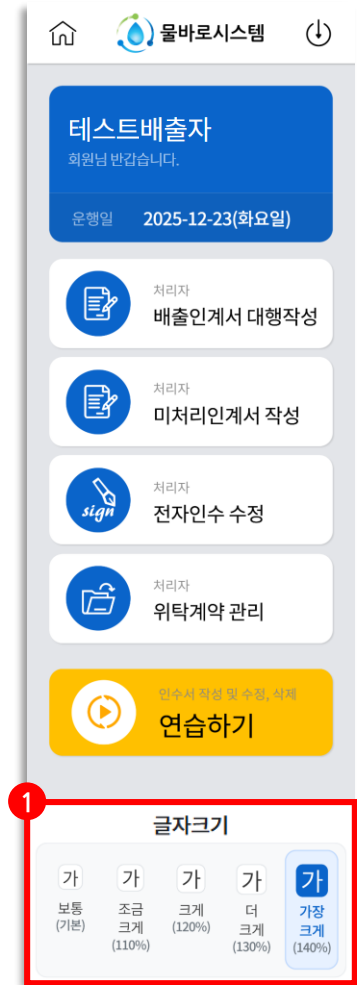 물바로시스템
테스트배출자
회원님 반갑습니다.
운행일 2025-12-23(화요일)
처리자
배출인계서 대행작성
처리자
미처리인계서 작성
sign
처리자
전자인수 수정
처리자
위탁계약 관리
인수서 작성 및 수정, 삭제
연습하기
1
글자크기
가 가 가 가 가
보통 조금 크게 더 가장
(기본) 크게 (120%) 크게 크게
(110%) (130%) (140%)